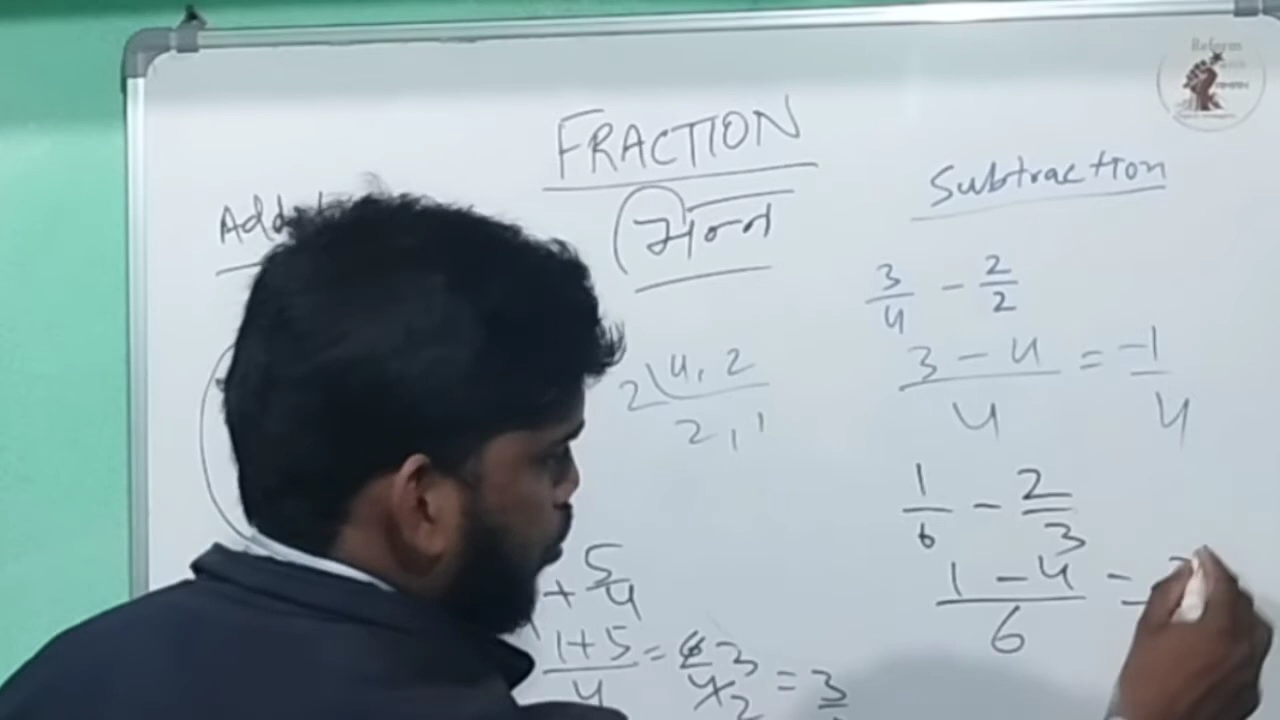 FRACTION
Subtraction
(भिन्न
3/4 - 2/2
2 | 4, 2
2, 1
3 - 4 / 4 = -1 / 4
1/6 - 2/3
1 - 4 / 6
+ 5/4
1+5 / 4 = 6 3 / 4 2 = 3